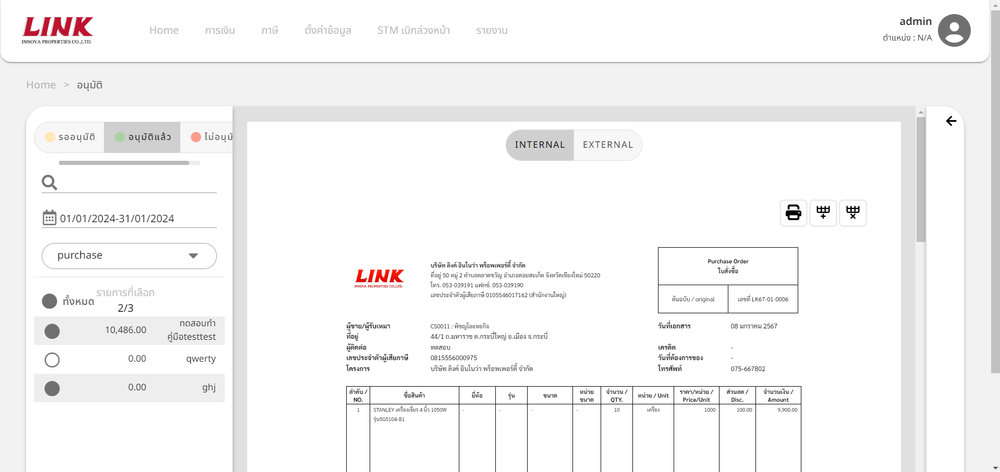 LINK
INNOVA PROPERTIES CO.,LTD.
Home การเงิน ภาษี ตั้งค่าข้อมูล STM เบิกล่วงหน้า รายงาน
admin
ตำแหน่ง : N/A
Home > อนุมัติ
รออนุมัติ อนุมัติแล้ว ไม่อนุมั
01/01/2024-31/01/2024
purchase
ทั้งหมด
รายการที่เลือก
2/3
10,486.00 ทดสอบทำ
คู่มือtesttest
0.00 qwerty
0.00 ghj
INTERNAL EXTERNAL
LINK
INNOVA PROPERTIES CO.,LTD.
บริษัท ลิงค์ อินโนว่า พร็อพเพอร์ตี้ จำกัด
ที่อยู่ 50 หมู่ 2 ตำบลตลาดขวัญ อำเภอดอยสะเก็ด จังหวัดเชียงใหม่ 50220
โทร. 053-039191 แฟกซ์. 053-039190
เลขประจำตัวผู้เสียภาษี 0105546017162 (สำนักงานใหญ่)
Purchase Order
ใบสั่งซื้อ
ต้นฉบับ / original เลขที่ LK67-01-0006
ผู้ขาย/ผู้รับเหมา CS0011 : พิชญโละหะกิจ
ที่อยู่ 44/1 ถ.มหาราช ต.กระบี่ใหญ่ อ.เมือง จ.กระบี่
ผู้ติดต่อ ทดสอบ
เลขประจำตัวผู้เสียภาษี 0815556000975
โครงการ บริษัท ลิงค์ อินโนว่า พร็อพเพอร์ตี้ จำกัด
วันที่เอกสาร 08 มกราคม 2567
เครดิต -
วันที่ต้องการของ -
โทรศัพท์ 075-667802
ลำดับ / NO. ชื่อสินค้า ยี่ห้อ รุ่น ขนาด หน่วย ขนาด จำนวน / QTY. หน่วย / Unit ราคา/หน่วย / Price/Unit ส่วนลด / Disc. จำนวนเงิน / Amount
1 STANLEY เครื่องเจียร 4 นิ้ว 1050W - - - - 10 เครื่อง 1000 100.00 9,900.00
รุ่น5G5104-B1